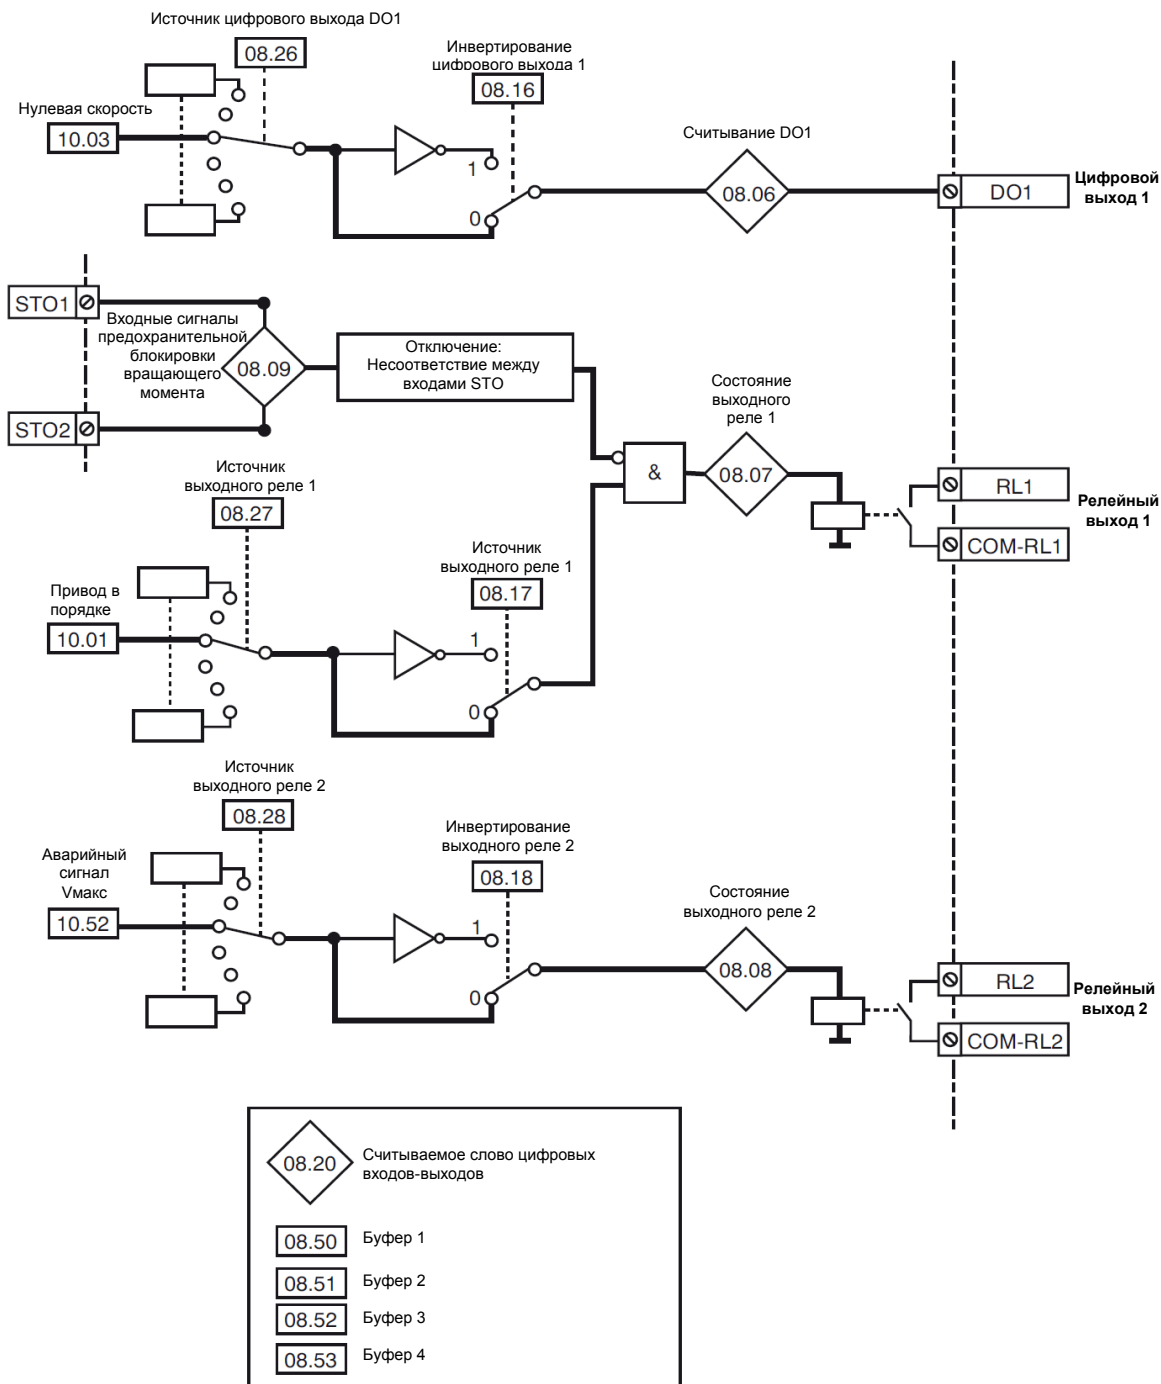 Источник цифрового выхода DO1
08.26
Инвертирование
цифрового выхода 1
08.16
Нулевая скорость
10.03
1
0
Считывание DO1
08.06
DO1
Цифровой
выход 1
STO1
Входные сигналы
предохранительной
блокировки
вращающего
момента
08.09
STO2
Отключение:
Несоответствие между
входами STO
&
Состояние
выходного
реле 1
08.07
RL1
COM-RL1
Релейный
выход 1
Источник
выходного реле 1
08.27
Источник
выходного реле 1
08.17
Привод в
порядке
10.01
1
0
Источник
выходного реле 2
08.28
Инвертирование
выходного реле 2
08.18
Аварийный
сигнал
Vмакс
10.52
1
0
Состояние
выходного реле 2
08.08
RL2
COM-RL2
Релейный
выход 2
08.20
Считываемое слово цифровых
входов-выходов
08.50 Буфер 1
08.51 Буфер 2
08.52 Буфер 3
08.53 Буфер 4